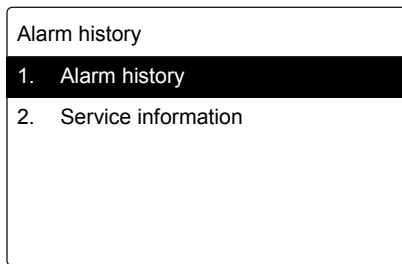 Alarm history
1. Alarm history
2. Service information